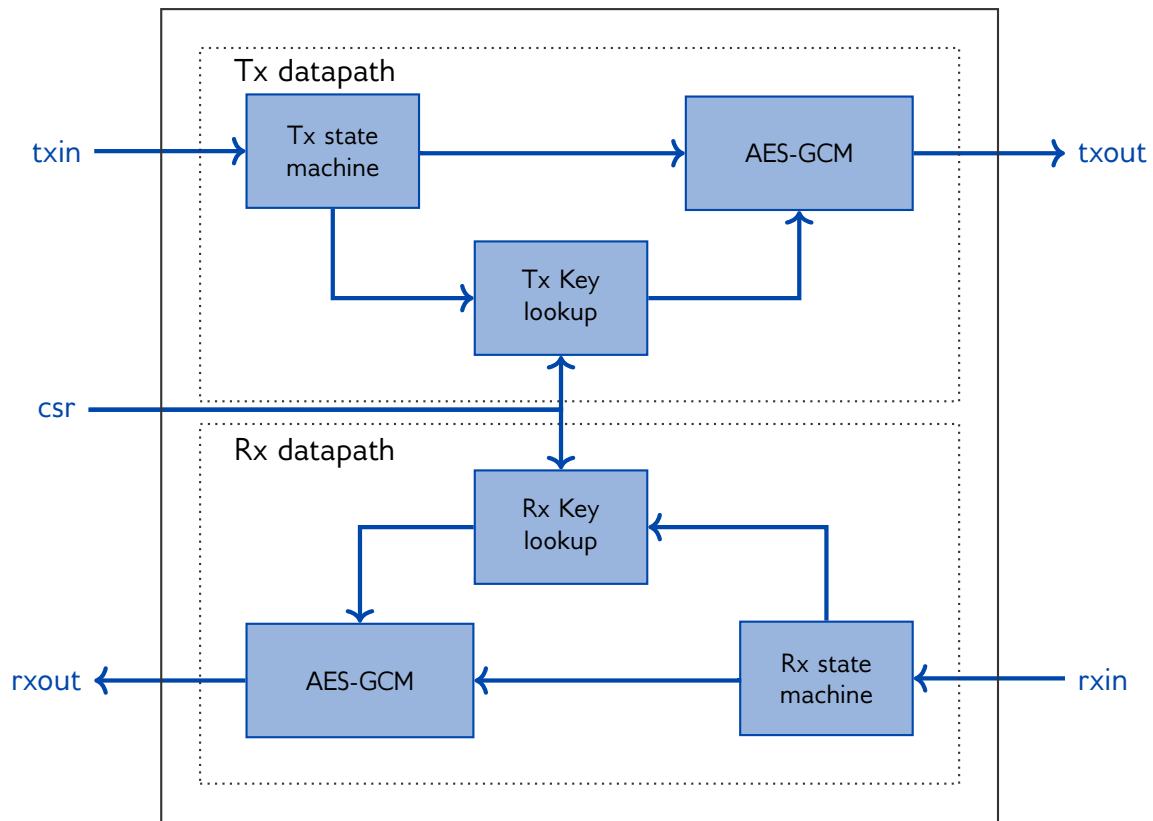 Tx datapath
txin
Tx state
machine
AES-GCM
txout
Tx Key
lookup
csr
Rx datapath
Rx Key
lookup
rxout
AES-GCM
Rx state
machine
rxin